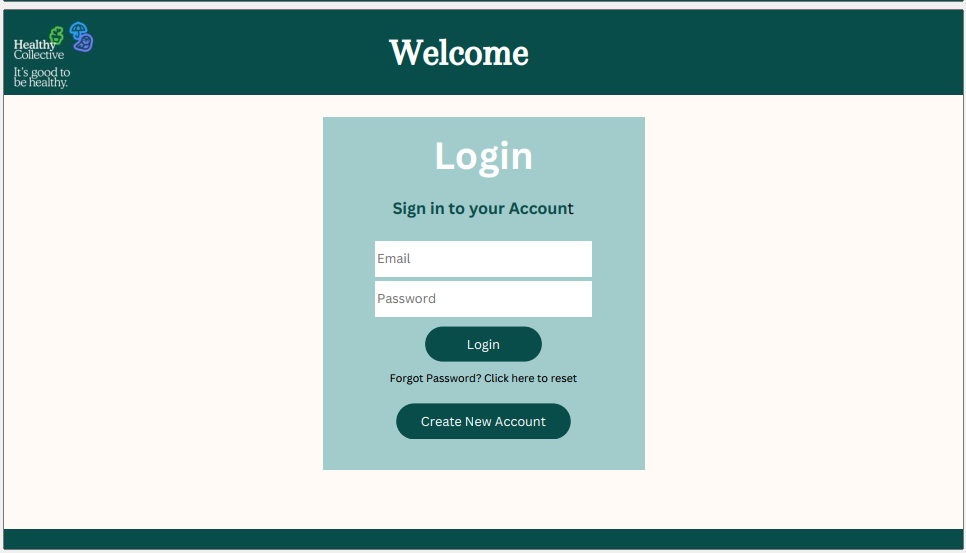 Healthy
Collective
It's good to
be healthy.
Welcome
Login
Sign in to your Account
Email
Password
Login
Forgot Password? Click here to reset
Create New Account